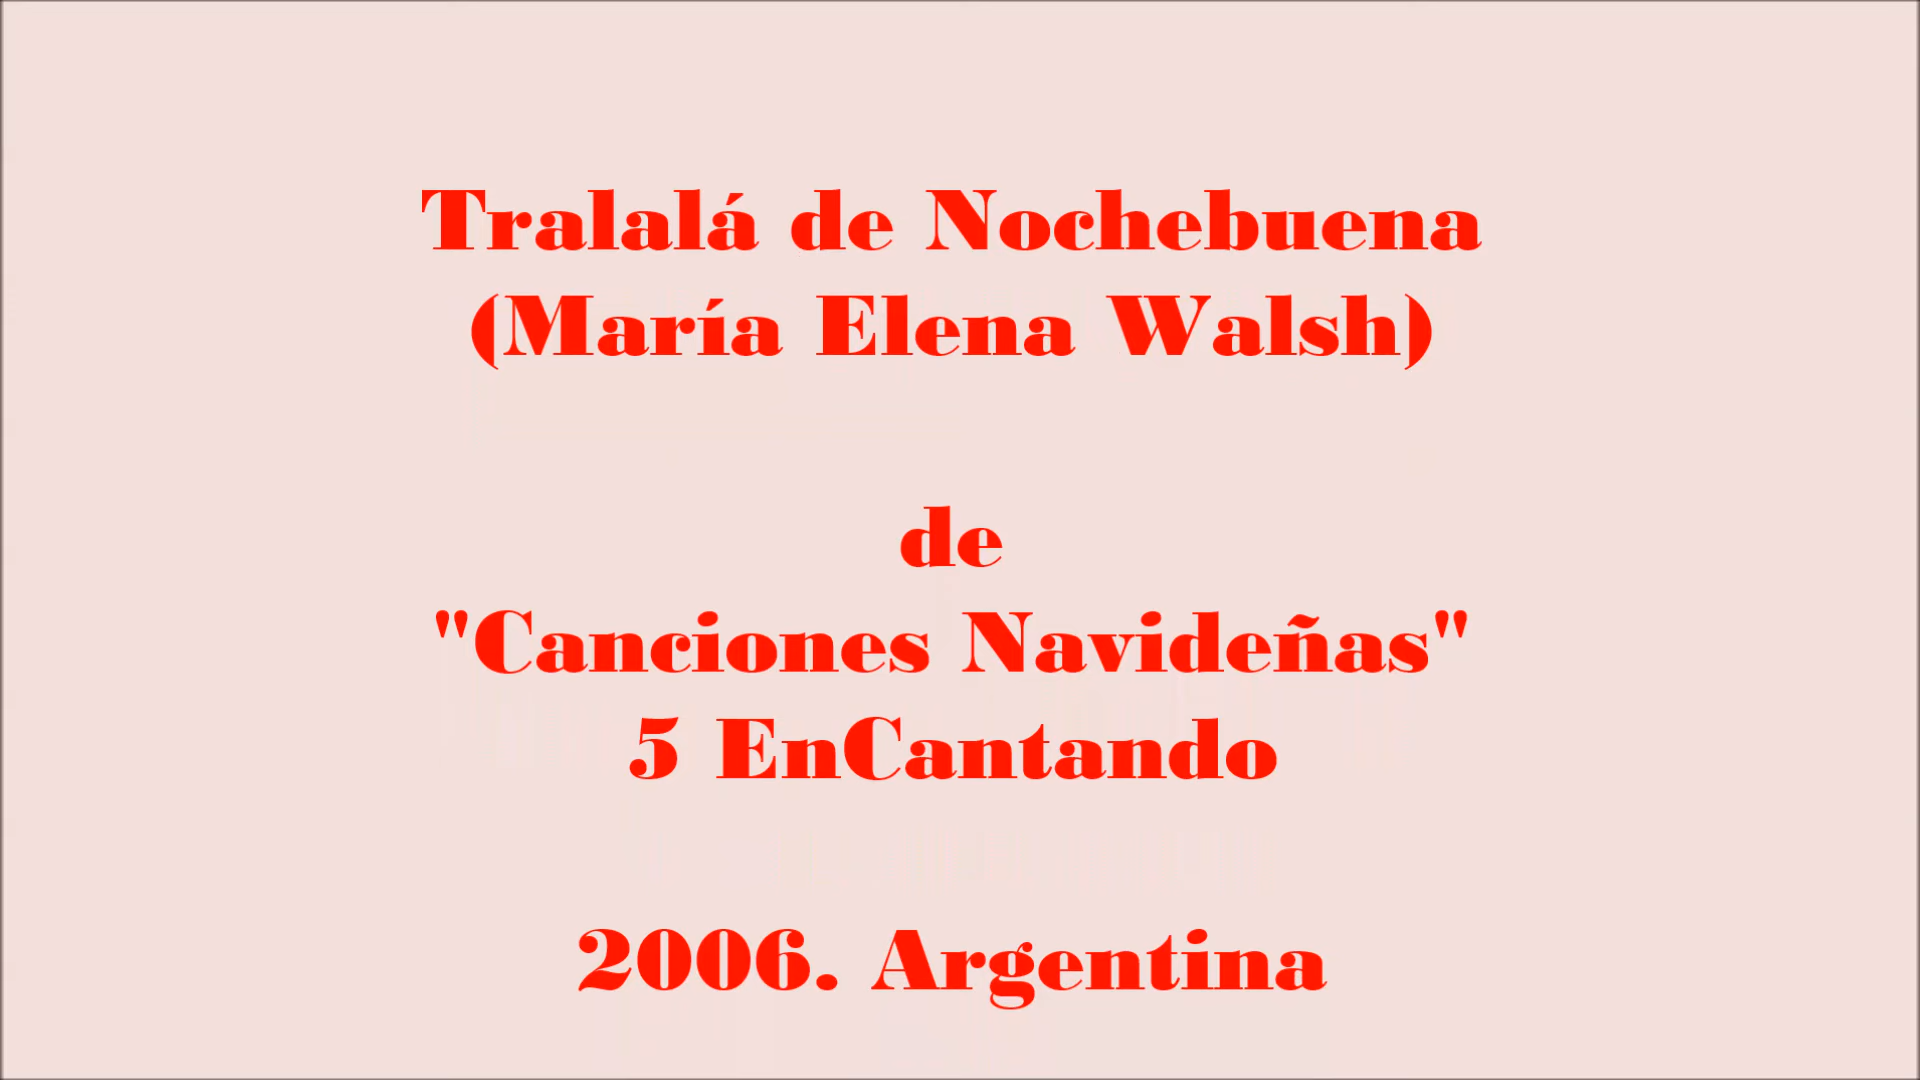 Tralalá de Nochebuena
(María Elena Walsh)
de
"Canciones Navideñas"
5 EnCantando
2006. Argentina